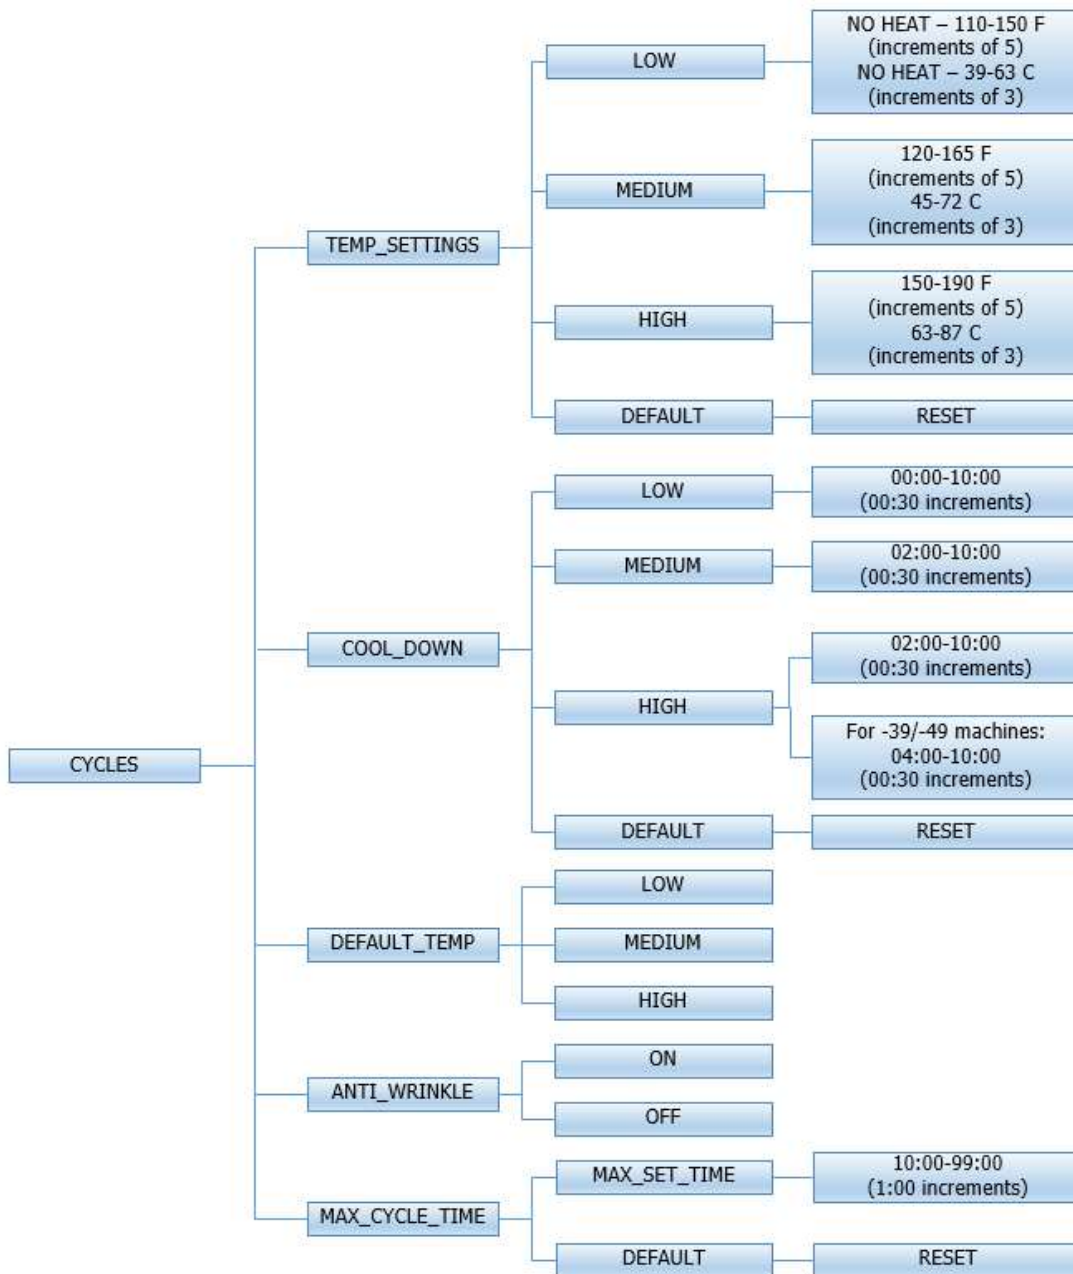 CYCLES
TEMP_SETTINGS
LOW
NO HEAT – 110-150 F
(increments of 5)
NO HEAT – 39-63 C
(increments of 3)
MEDIUM
120-165 F
(increments of 5)
45-72 C
(increments of 3)
HIGH
150-190 F
(increments of 5)
63-87 C
(increments of 3)
DEFAULT
RESET
COOL_DOWN
LOW
00:00-10:00
(00:30 increments)
MEDIUM
02:00-10:00
(00:30 increments)
HIGH
02:00-10:00
(00:30 increments)
For -39/-49 machines:
04:00-10:00
(00:30 increments)
DEFAULT
RESET
DEFAULT_TEMP
LOW
MEDIUM
HIGH
ANTI_WRINKLE
ON
OFF
MAX_CYCLE_TIME
MAX_SET_TIME
10:00-99:00
(1:00 increments)
DEFAULT
RESET